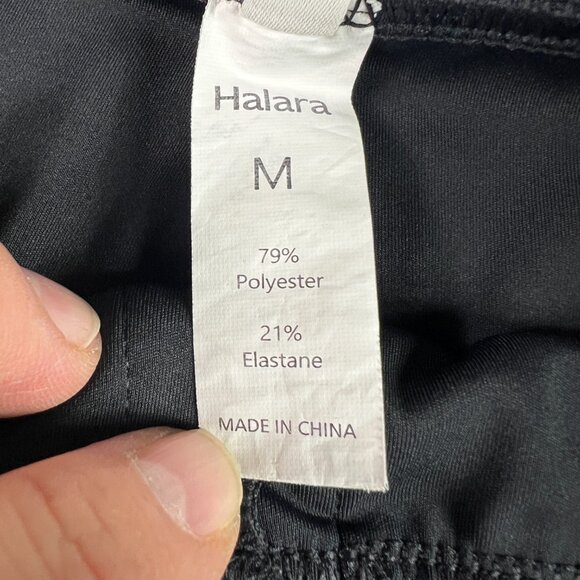 Halara
M
79%
Polyester
21%
Elastane
MADE IN CHINA